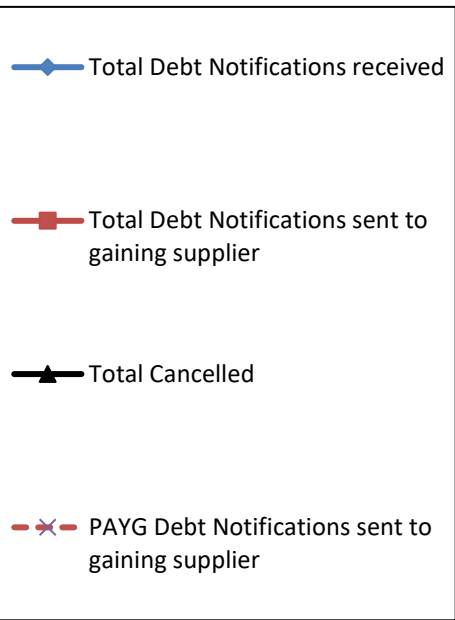 Total Debt Notifications received
Total Debt Notifications sent to
gaining supplier
Total Cancelled
PAYG Debt Notifications sent to
gaining supplier